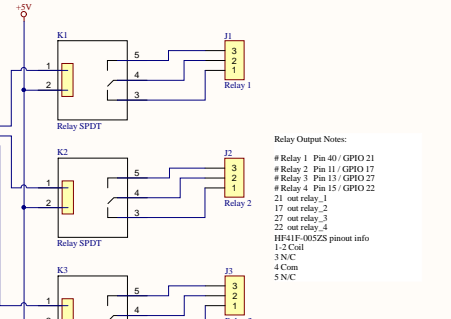 +5V
K1
J1
1
2
5
4
3
3
2
1
Relay SPDT
Relay 1
K2
J2
1
2
5
4
3
3
2
1
Relay SPDT
Relay 2
K3
J3
1
5
4
3
2
1
Relay Output Notes:
# Relay 1 Pin 40 / GPIO 21
# Relay 2 Pin 11 / GPIO 17
# Relay 3 Pin 13 / GPIO 27
# Relay 4 Pin 15 / GPIO 22
21 out relay_1
17 out relay_2
27 out relay_3
22 out relay_4
HF41F-005ZS pinout info
1-2 Coil
3 N/C
4 Com
5 N/C